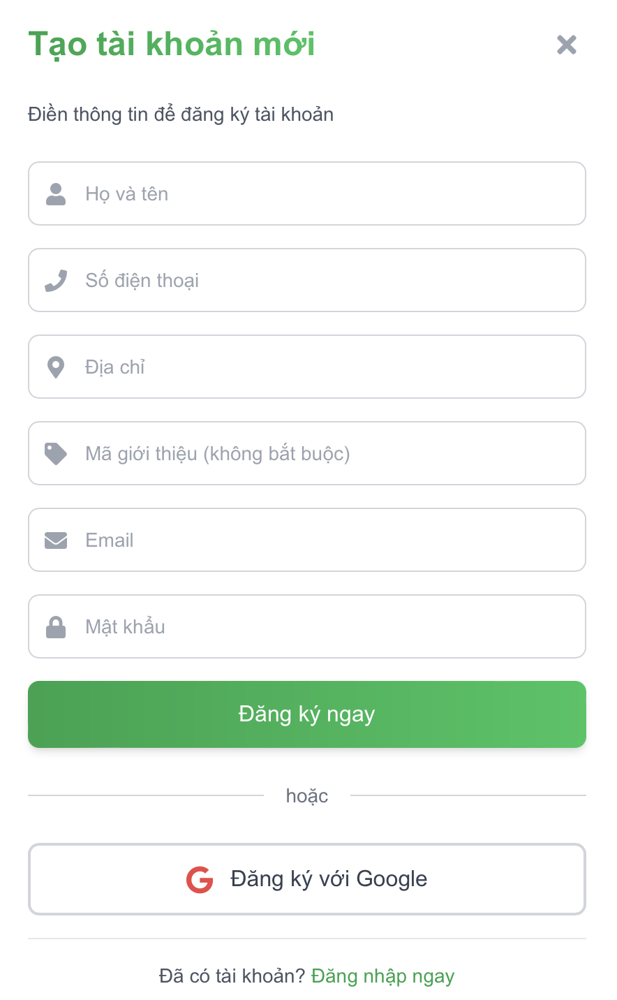 Tạo tài khoản mới
Điền thông tin để đăng ký tài khoản
Họ và tên
Số điện thoại
Địa chỉ
Mã giới thiệu (không bắt buộc)
Email
Mật khẩu
Đăng ký ngay
hoặc
Đăng ký với Google
Đã có tài khoản? Đăng nhập ngay